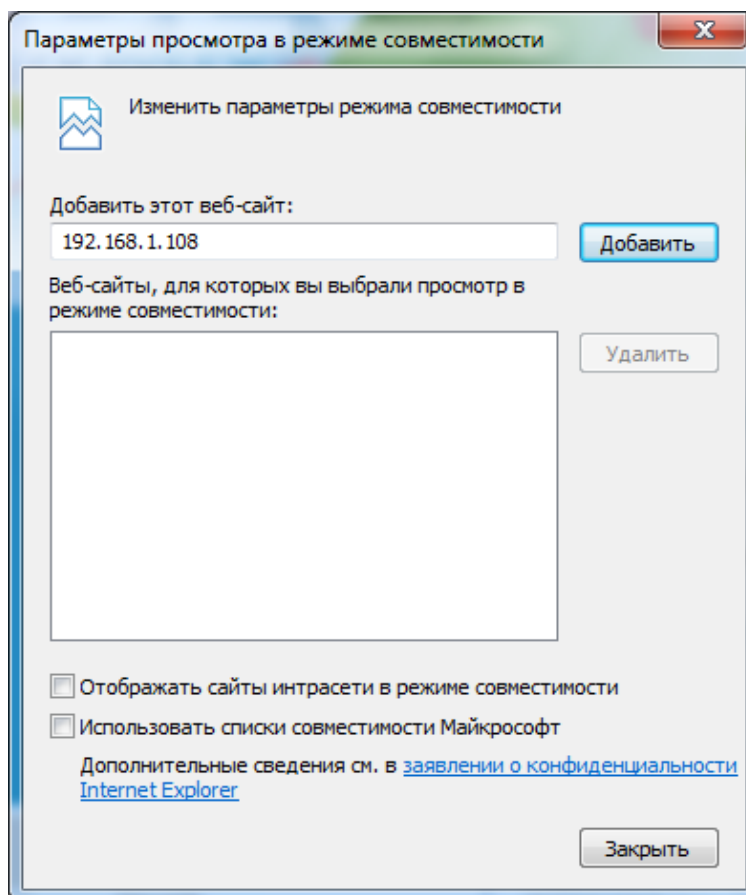 Параметры просмотра в режиме совместимости
Изменить параметры режима совместимости
Добавить этот веб-сайт:
192.168.1.108
Добавить
Веб-сайты, для которых вы выбрали просмотр в
режиме совместимости:
Удалить
Отображать сайты интрасети в режиме совместимости
Использовать списки совместимости Майкрософт
Дополнительные сведения см. в заявлении о конфиденциальности
Internet Explorer
Закрыть